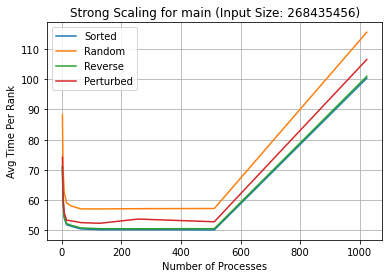 Strong Scaling for main (Input Size: 268435456)
Sorted
Random
Reverse
Perturbed
Avg Time Per Rank
110
100
90
80
70
60
50
0 200 400 600 800 1000
Number of Processes